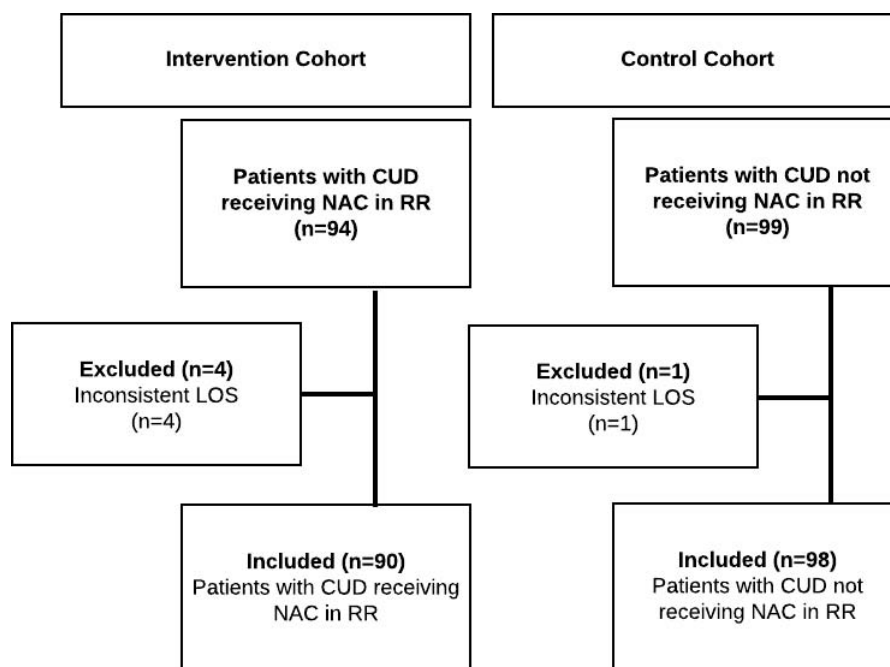 Intervention Cohort
Control Cohort
Patients with CUD
receiving NAC in RR
(n=94)
Patients with CUD not
receiving NAC in RR
(n=99)
Excluded (n=4)
Inconsistent LOS
(n=4)
Excluded (n=1)
Inconsistent LOS
(n=1)
Included (n=90)
Patients with CUD receiving
NAC in RR
Included (n=98)
Patients with CUD not
receiving NAC in RR